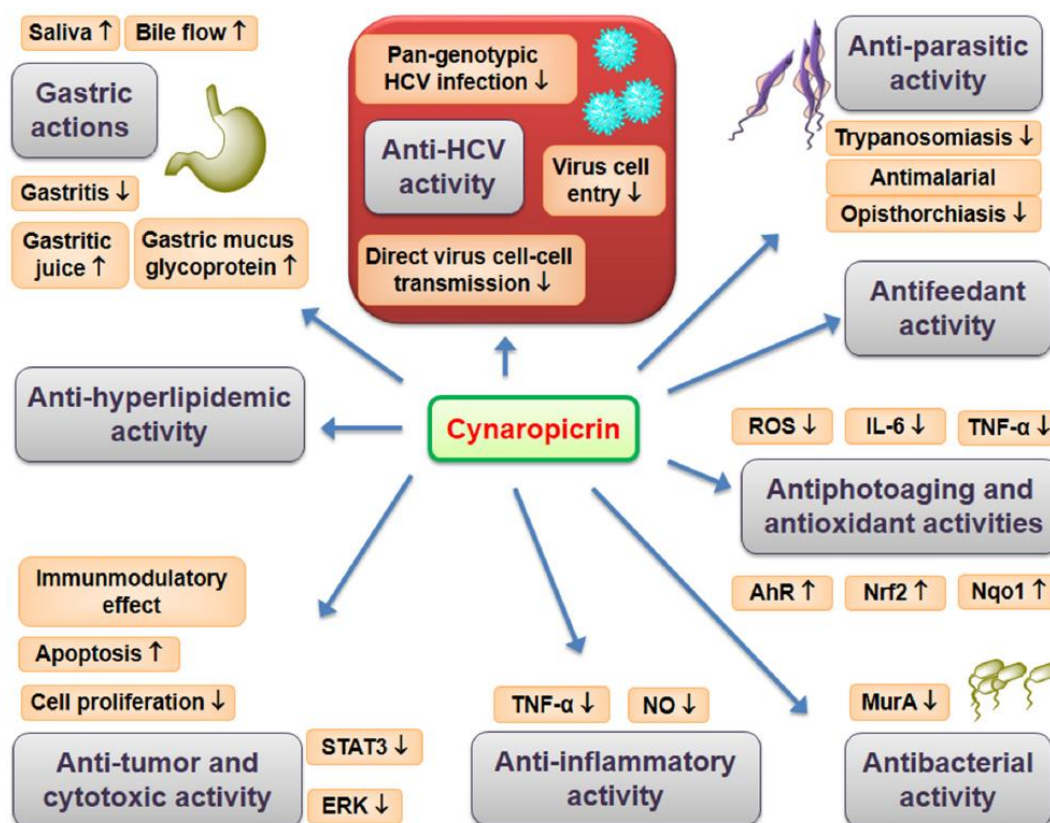 Saliva ↑
Bile flow ↑
Gastric
actions
Gastritis ↓
Gastritic
juice ↑
Gastric mucus
glycoprotein ↑
Pan-genotypic
HCV infection ↓
Anti-HCV
activity
Virus cell
entry ↓
Direct virus cell-cell
transmission ↓
Anti-parasitic
activity
Trypanosomiasis ↓
Antimalarial
Opisthorchiasis ↓
Antifeedant
activity
Anti-hyperlipidemic
activity
Cynaropicrin
ROS ↓
IL-6 ↓
TNF-α ↓
Antiphotoaging and
antioxidant activities
AhR ↑
Nrf2 ↑
Nqo1 ↑
Immunmodulatory
effect
Apoptosis ↑
Cell proliferation ↓
Anti-tumor and
cytotoxic activity
STAT3 ↓
ERK ↓
TNF-α ↓
NO ↓
Anti-inflammatory
activity
MurA ↓
Antibacterial
activity